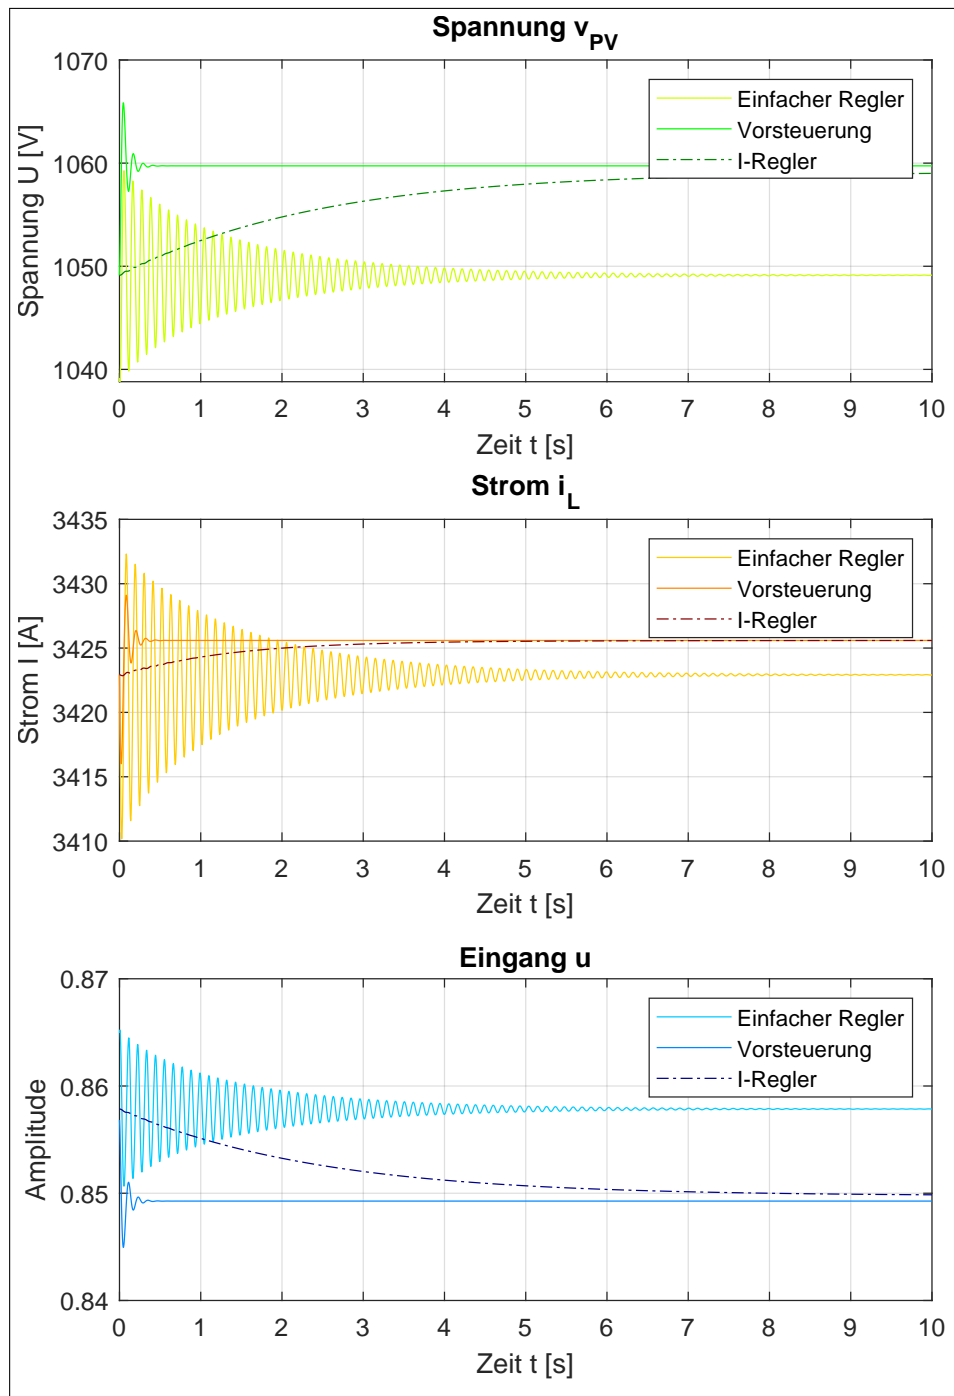 Spannung v_PV
Spannung U [V]
1070
1060
1050
1040
Einfacher Regler
Vorsteuerung
I-Regler
0 1 2 3 4 5 6 7 8 9 10
Zeit t [s]
Strom i_L
Strom I [A]
3435
3430
3425
3420
3415
3410
Einfacher Regler
Vorsteuerung
I-Regler
0 1 2 3 4 5 6 7 8 9 10
Zeit t [s]
Eingang u
Amplitude
0.87
0.86
0.85
0.84
Einfacher Regler
Vorsteuerung
I-Regler
0 1 2 3 4 5 6 7 8 9 10
Zeit t [s]